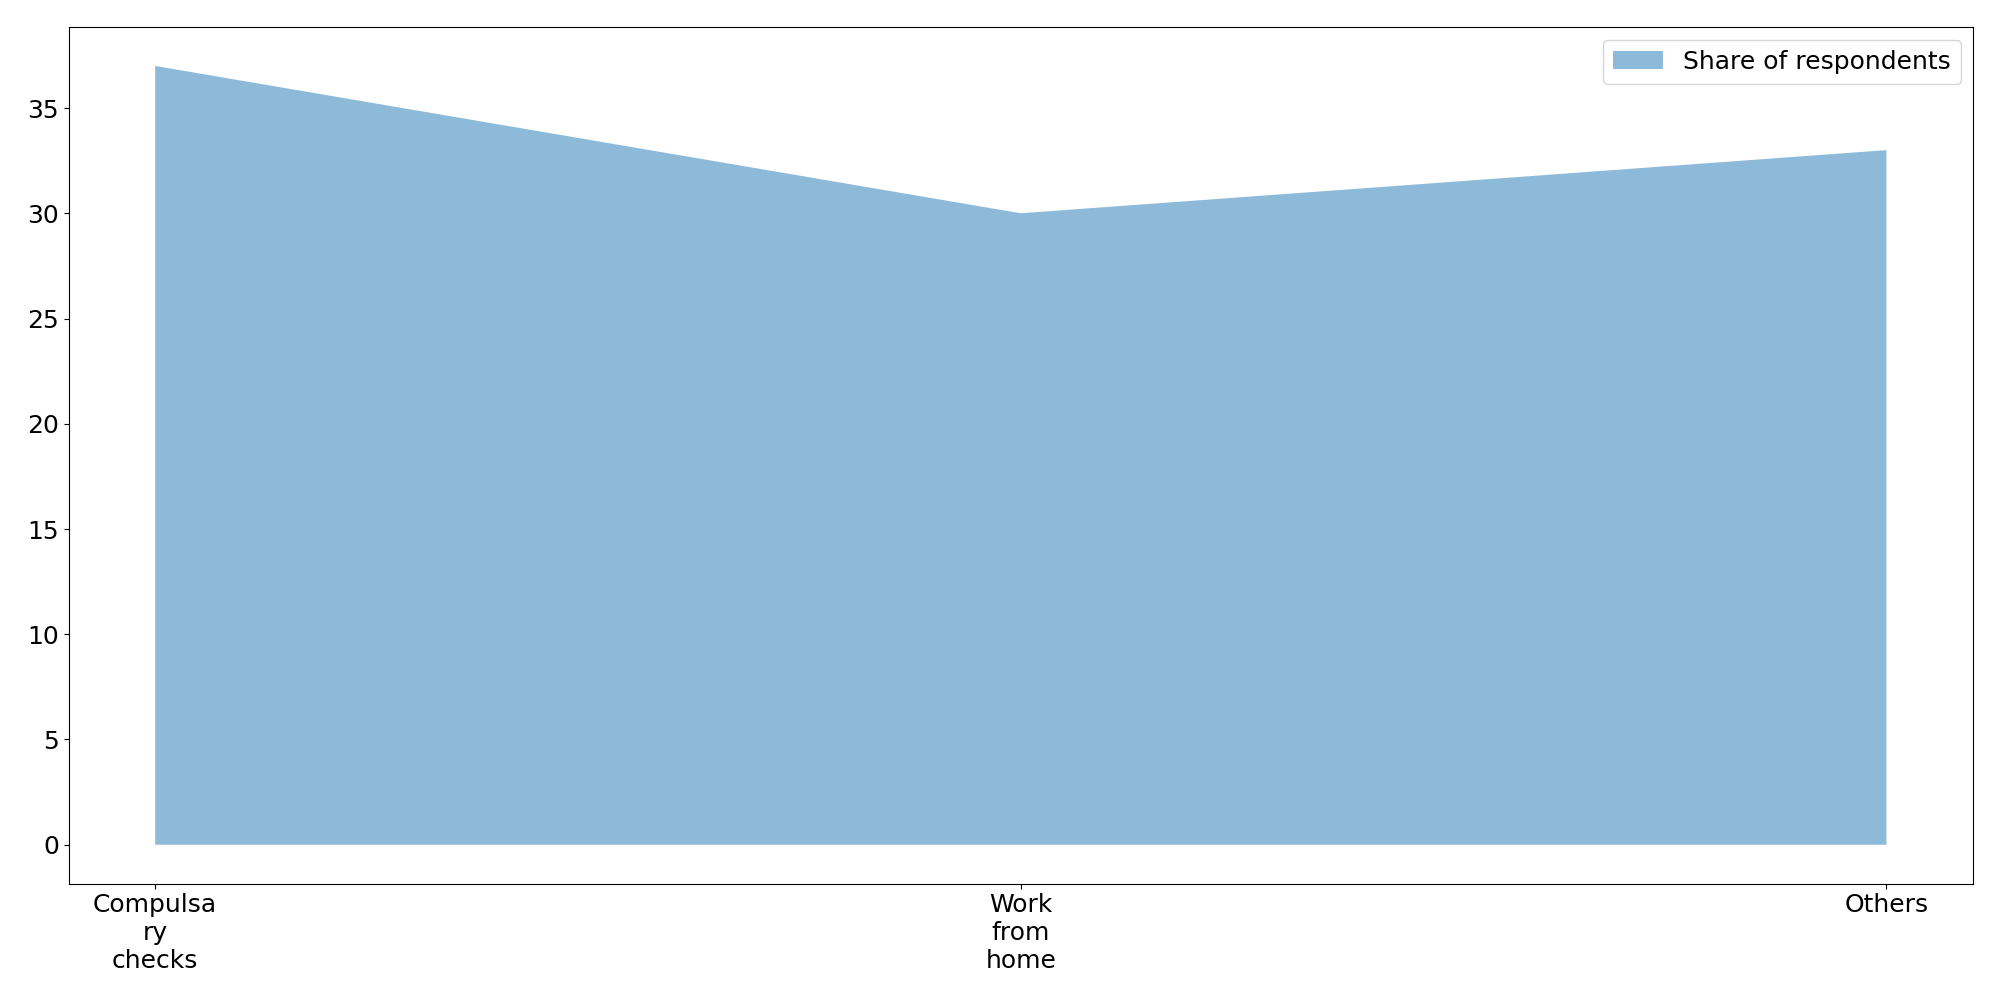 Share of respondents
35
30
25
20
15
10
5
0
Compulsa
ry
checks
Work
from
home
Others